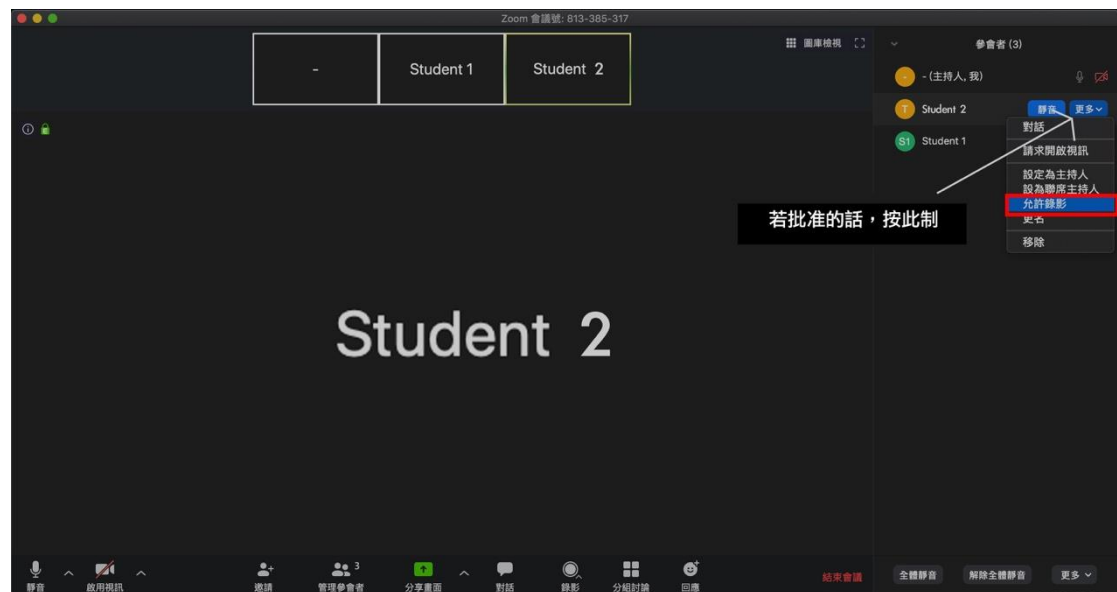 Zoom 會議號: 813-385-317
-
Student 1
Student 2
圖庫檢視
參會者 (3)
- - (主持人, 我)
T Student 2 靜音 更多
S1 Student 1
對話
請求開啟視訊
設定為主持人
設為聯席主持人
允許錄影
更名
移除
若批准的話，按此制
Student 2
靜音
啟用視訊
邀請
3
管理參會者
分享畫面
對話
錄影
分組討論
回應
結束會議
全體靜音
解除全體靜音
更多